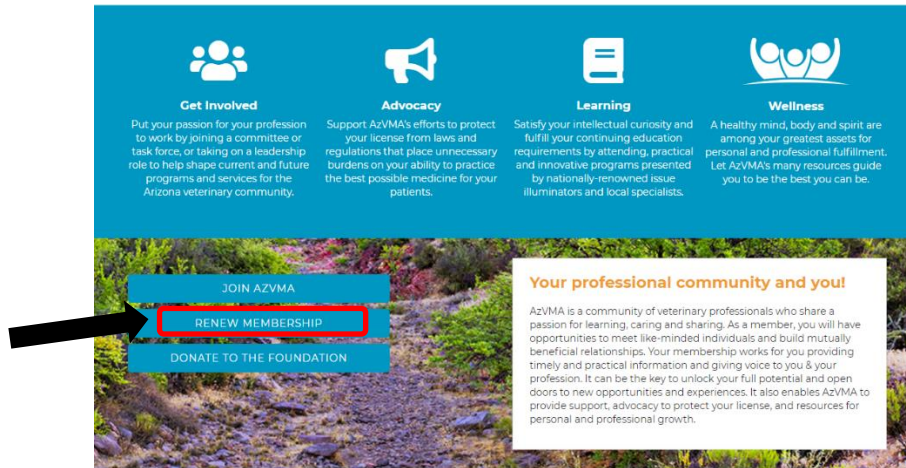 Get Involved
Put your passion for your profession
to work by joining a committee or
task force, or taking on a leadership
role to help shape current and future
programs and services for the
Arizona veterinary community.
Advocacy
Support AzVMA's efforts to protect
your license from laws and
regulations that place unnecessary
burdens on your ability to practice
the best possible medicine for your
patients.
Learning
Satisfy your intellectual curiosity and
fulfill your continuing education
requirements by attending, practical
and innovative programs presented
by nationally-renowned issue
illuminators and local specialists.
Wellness
A healthy mind, body and spirit are
among your greatest assets for
personal and professional fulfillment.
Let AzVMA's many resources guide
you to be the best you can be.
JOIN AZVMA
RENEW MEMBERSHIP
DONATE TO THE FOUNDATION
Your professional community and you!
AzVMA is a community of veterinary professionals who share a
passion for learning, caring and sharing. As a member, you will have
opportunities to meet like-minded individuals and build mutually
beneficial relationships. Your membership works for you providing
timely and practical information and giving voice to you & your
profession. It can be the key to unlock your full potential and open
doors to new opportunities and experiences. It also enables AzVMA to
provide support, advocacy to protect your license, and resources for
personal and professional growth.